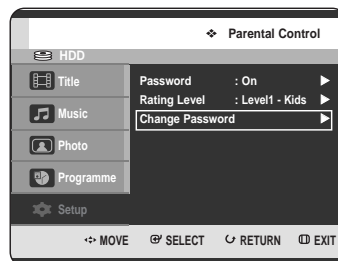 ❖ Parental Control
HDD
Title
Password : On ▶
Music
Rating Level : Level1 - Kids ▶
Change Password ▶
Photo
Programme
Setup
MOVE SELECT RETURN EXIT